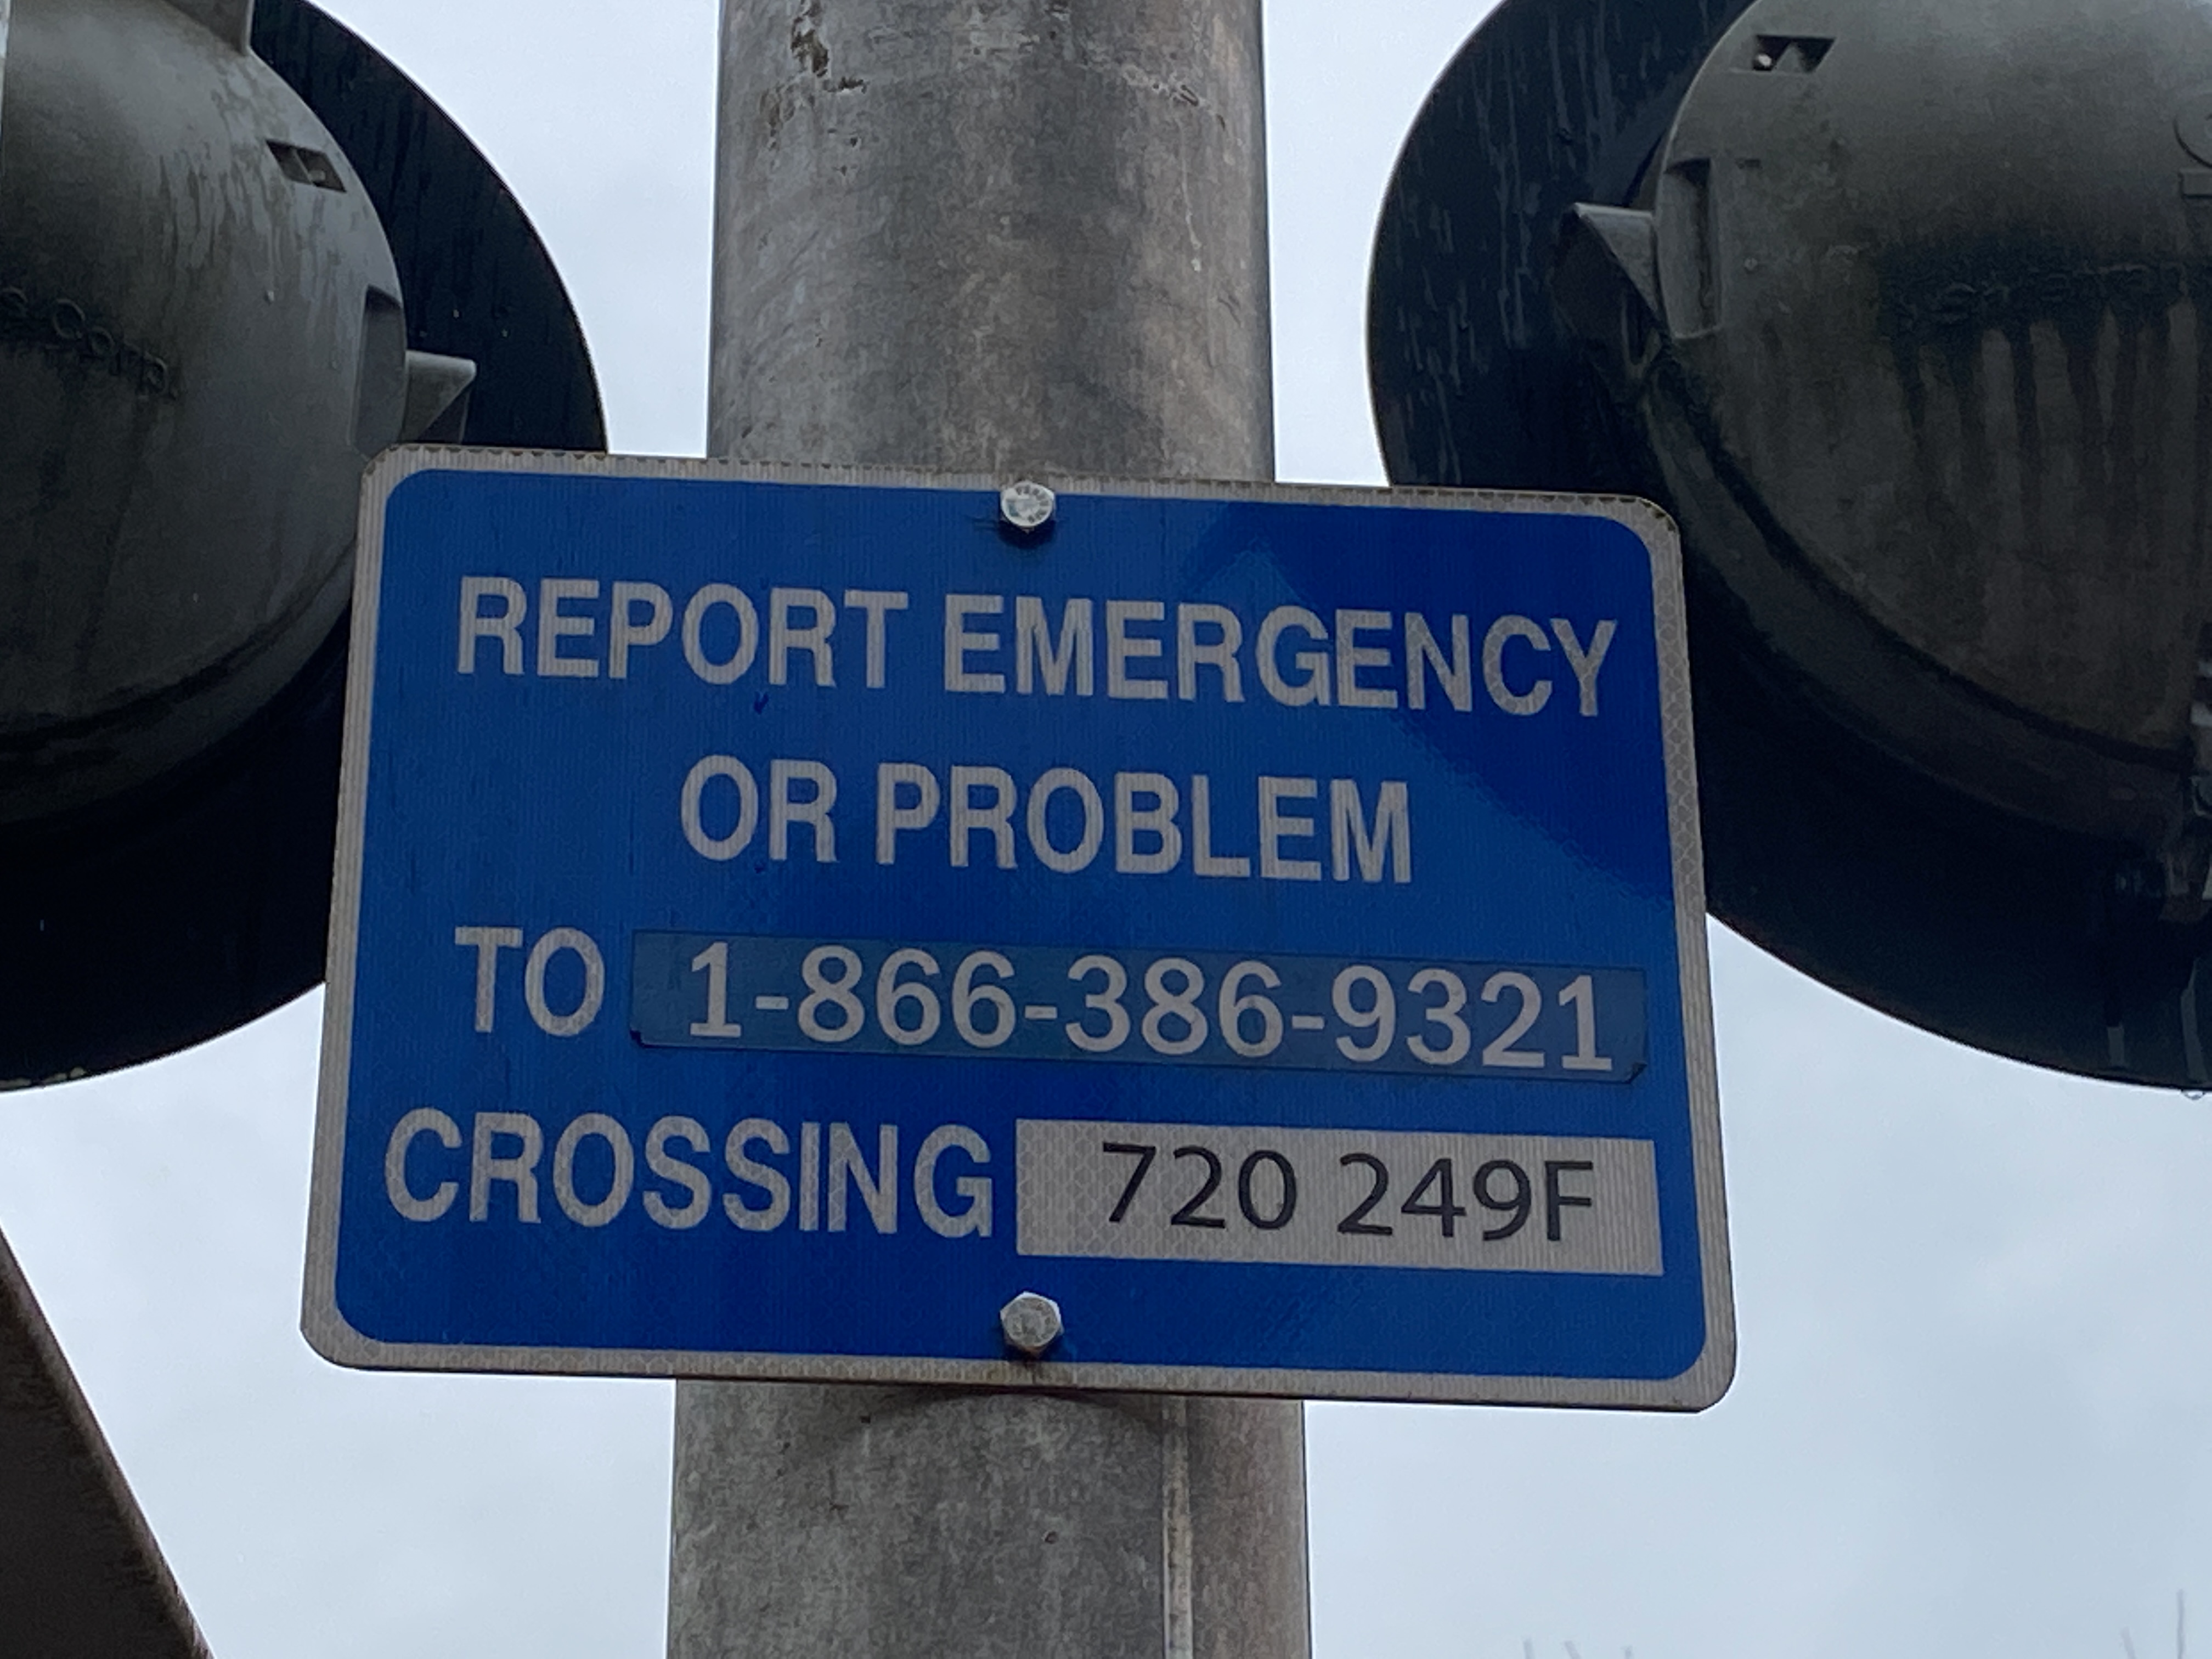 REPORT EMERGENCY
OR PROBLEM
TO 1-866-386-9321
CROSSING 720 249F